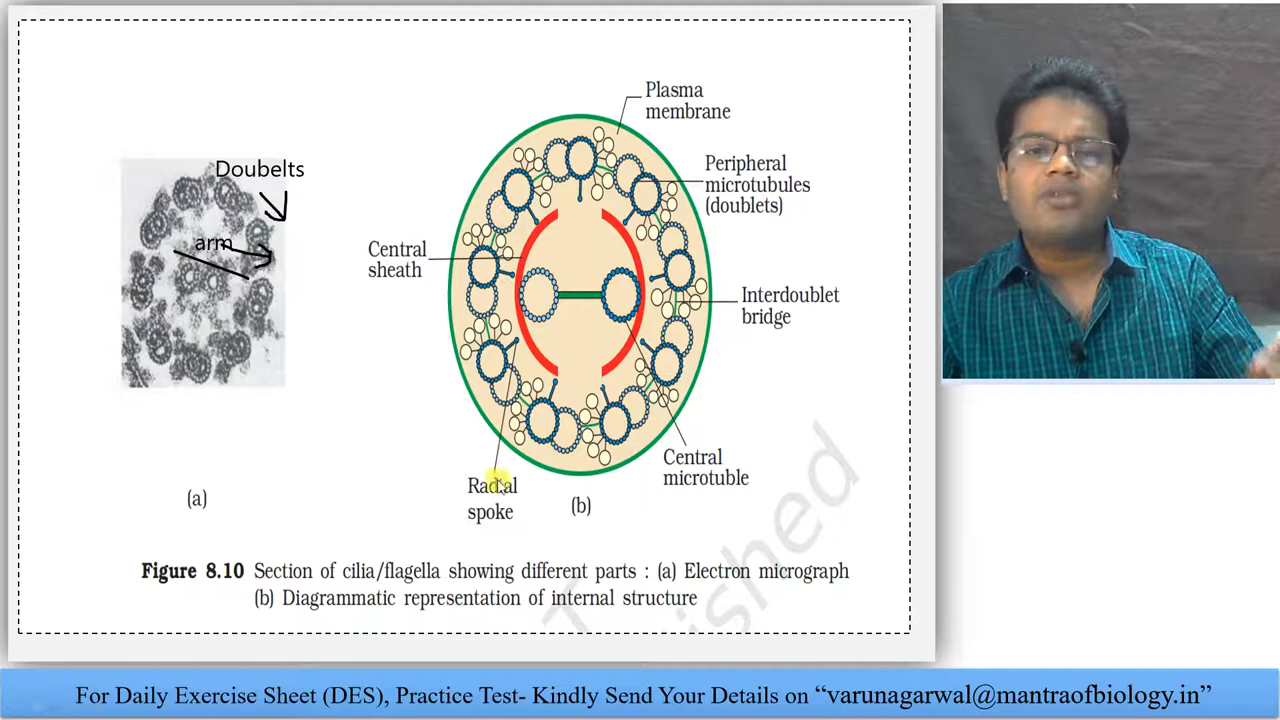 Plasma
membrane
Doubelts
Peripheral
microtubules
(doublets)
arm
Central
sheath
Interdoublet
bridge
Central
microtuble
Radial
spoke
(a)
(b)
Figure 8.10 Section of cilia/flagella showing different parts : (a) Electron micrograph
(b) Diagrammatic representation of internal structure
For Daily Exercise Sheet (DES), Practice Test- Kindly Send Your Details on “varunagarwal@mantraofbiology.in”